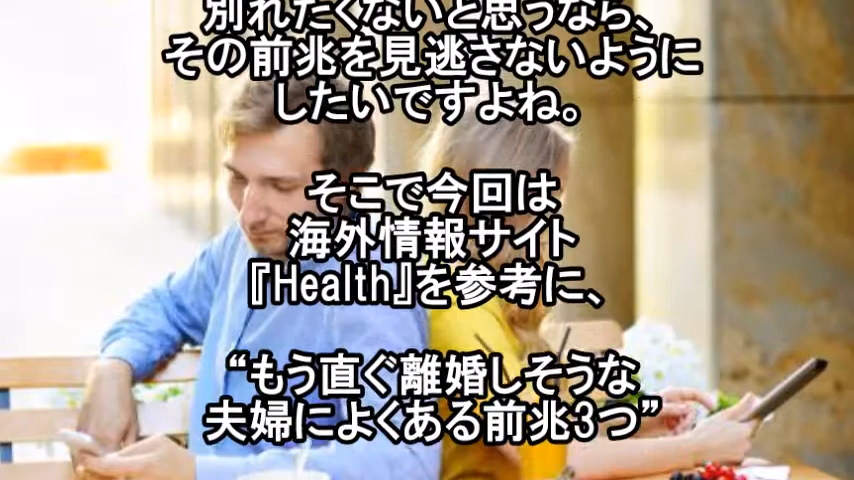 別れたくないと思うなら、
その前兆を見逃さないように
したいですよね。
そこで今回は
海外情報サイト
『Health』を参考に、
“もう直ぐ離婚しそうな
夫婦によくある前兆3つ”